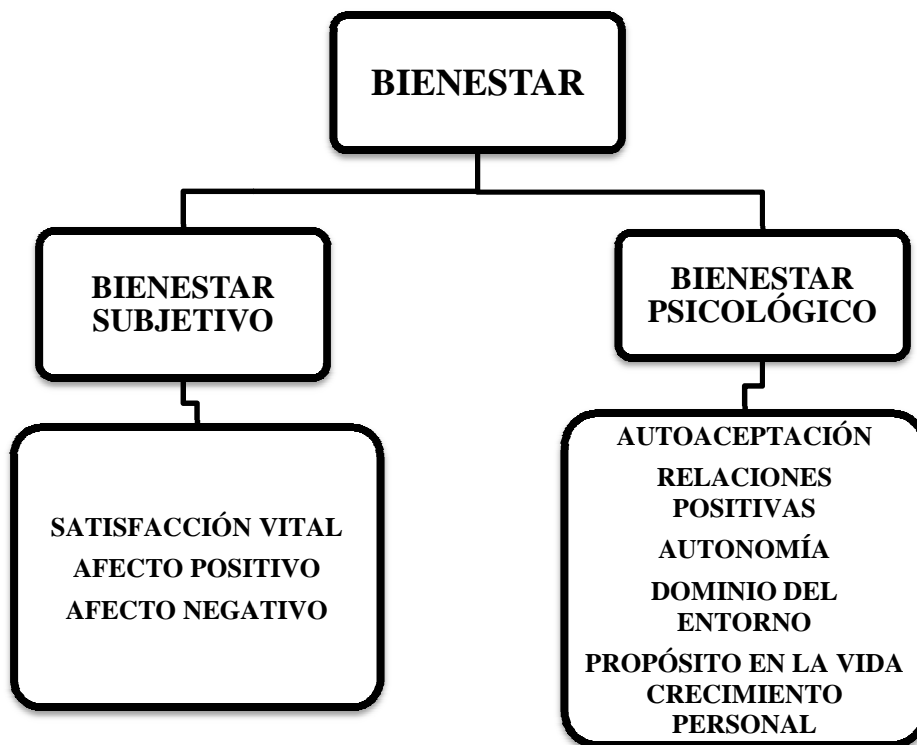 BIENESTAR
BIENESTAR
SUBJETIVO
BIENESTAR
PSICOLÓGICO
SATISFACCIÓN VITAL
AFECTO POSITIVO
AFECTO NEGATIVO
AUTOACEPTACIÓN
RELACIONES
POSITIVAS
AUTONOMÍA
DOMINIO DEL
ENTORNO
PROPÓSITO EN LA VIDA
CRECIMIENTO
PERSONAL